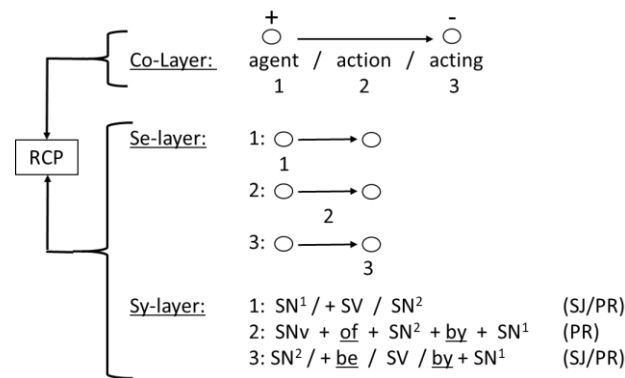 + -
Co-Layer: agent / action / acting
1 2 3
Se-layer: 1:
1
RCP
2:
2
3:
3
Sy-layer: 1: SN¹ / + SV / SN² (SJ/PR)
2: SNv + of + SN² + by + SN¹ (PR)
3: SN² / + be / SV / by + SN¹ (SJ/PR)